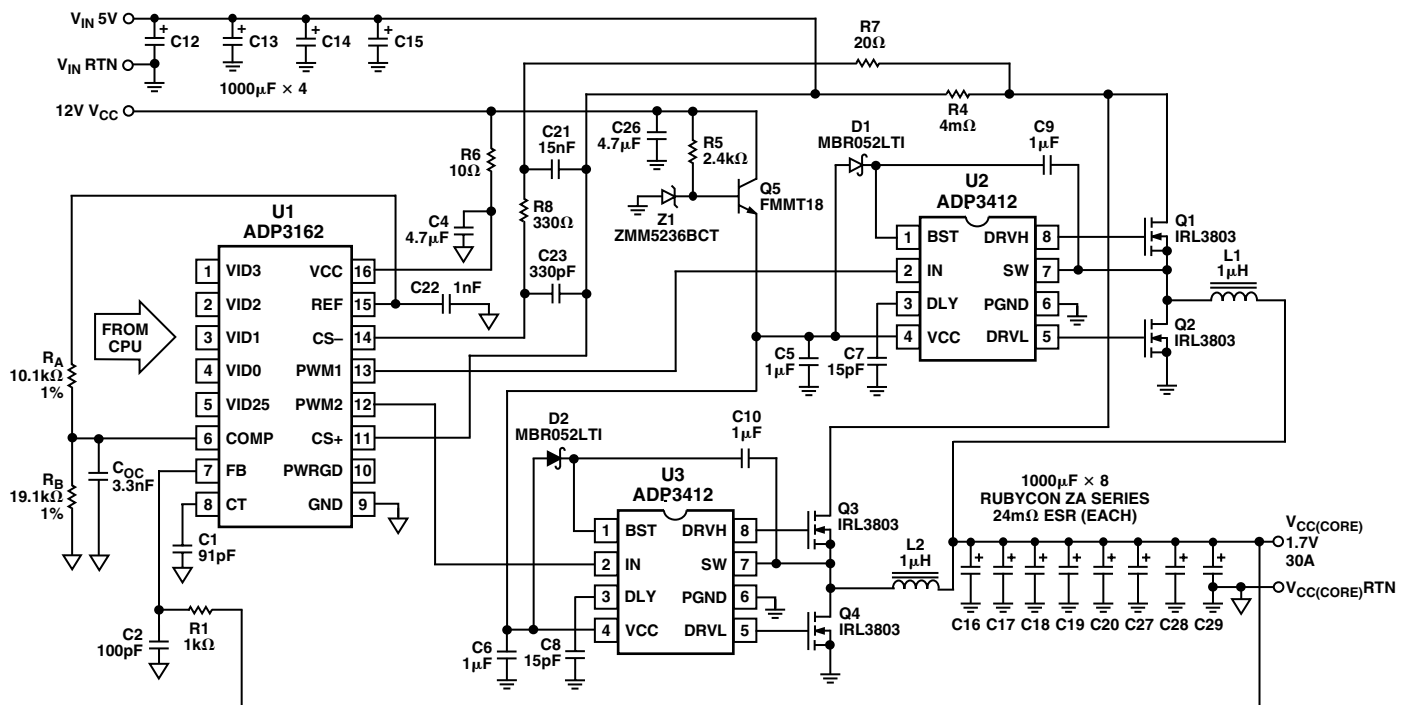 VIN 5V
C12
C13
C14
C15
VIN RTN
1000μF × 4
12V VCC
R7
20Ω
R4
4mΩ
R6
10Ω
C21
15nF
C26
4.7μF
R5
2.4kΩ
D1
MBR052LTI
C9
1μF
Q5
FMMT18
Z1
ZMM5236BCT
R8
330Ω
C4
4.7μF
C23
330pF
C22
1nF
U1
ADP3162
1 VID3
2 VID2
3 VID1
4 VID0
5 VID25
6 COMP
7 FB
8 CT
VCC 16
REF 15
CS– 14
PWM1 13
PWM2 12
CS+ 11
PWRGD 10
GND 9
FROM
CPU
RA
10.1kΩ
1%
RB
19.1kΩ
1%
COC
3.3nF
C1
91pF
C2
100pF
R1
1kΩ
U2
ADP3412
1 BST
2 IN
3 DLY
4 VCC
DRVH 8
SW 7
PGND 6
DRVL 5
Q1
IRL3803
L1
1μH
Q2
IRL3803
C5
1μF
C7
15pF
D2
MBR052LTI
C10
1μF
U3
ADP3412
1 BST
2 IN
3 DLY
4 VCC
DRVH 8
SW 7
PGND 6
DRVL 5
C6
1μF
C8
15pF
Q3
IRL3803
L2
1μH
Q4
IRL3803
1000μF × 8
RUBYCON ZA SERIES
24mΩ ESR (EACH)
VCC(CORE)
1.7V
30A
VCC(CORE)RTN
C16 C17 C18 C19 C20 C27 C28 C29